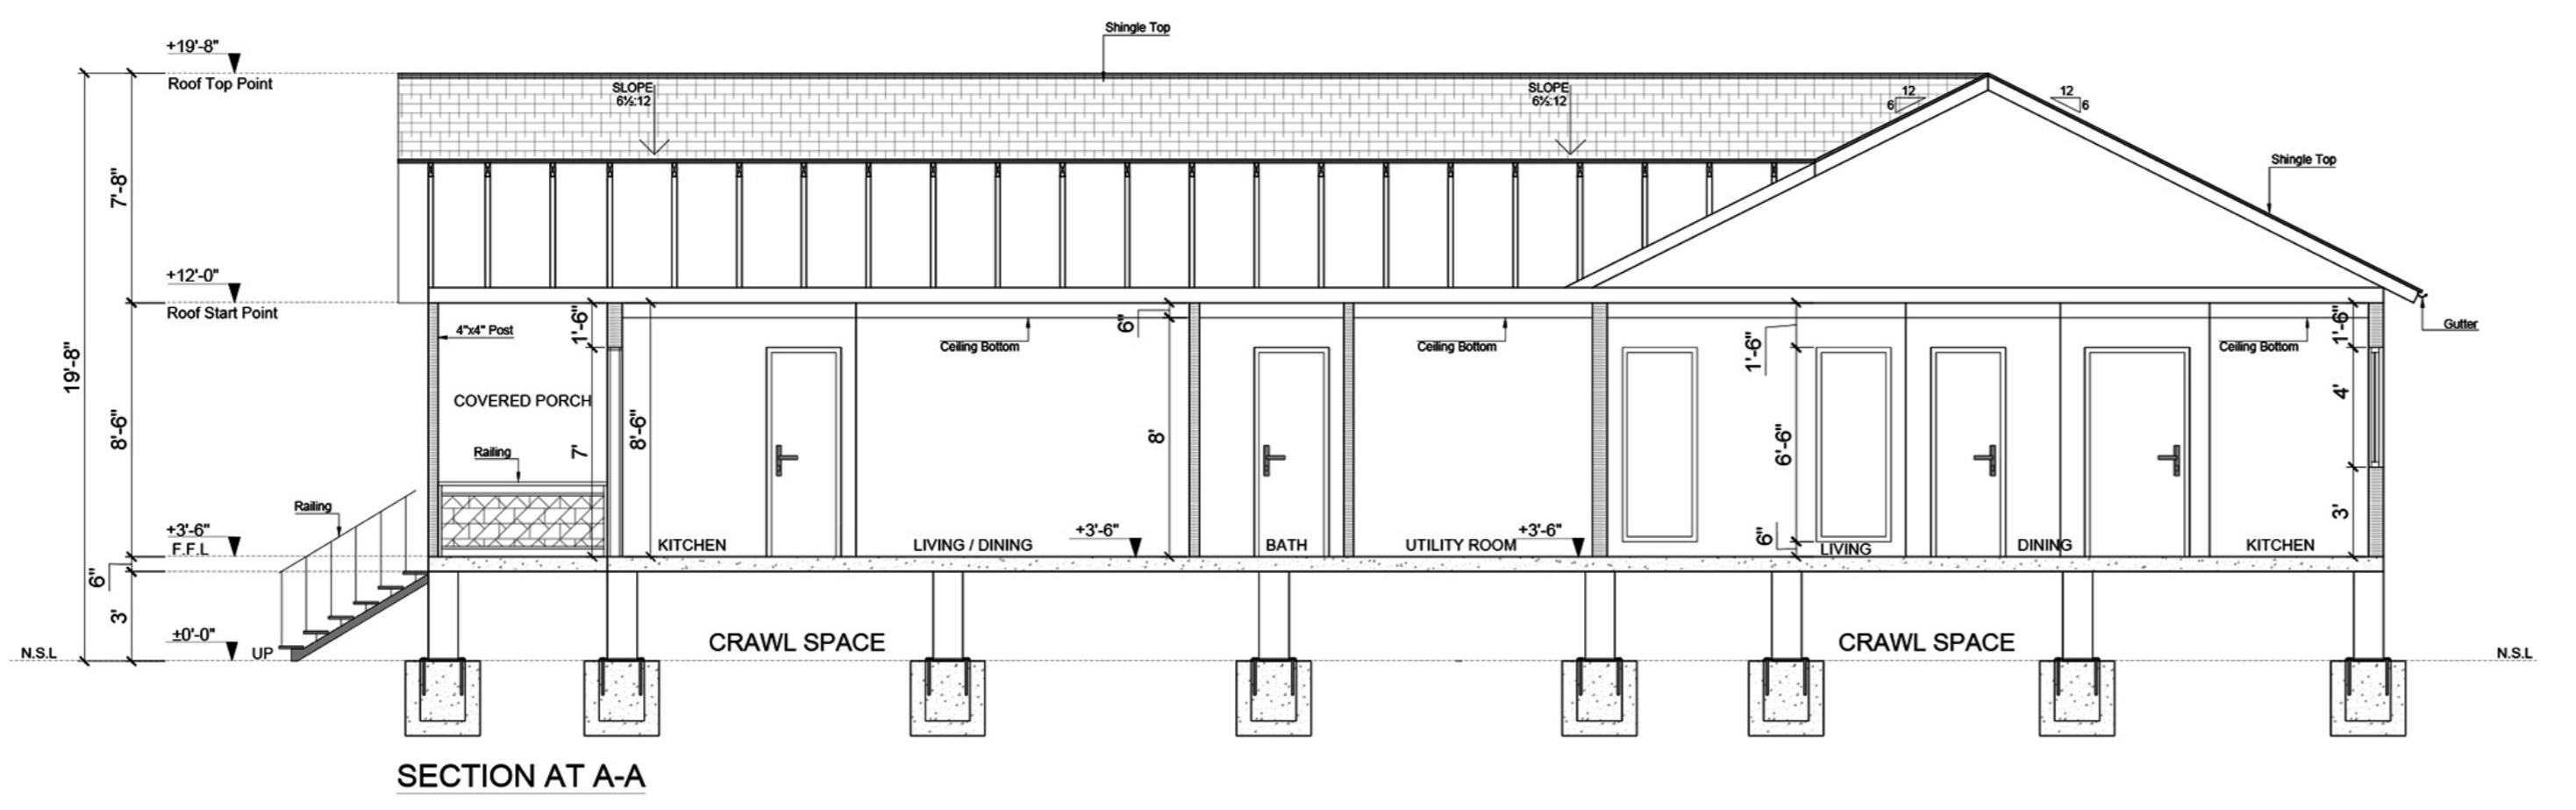 Shingle Top
+19'-8"
Roof Top Point
SLOPE
6½:12
SLOPE
6½:12
12
6
12
6
Shingle Top
7'-8"
+12'-0"
Roof Start Point
19'-8"
8'-6"
4"x4" Post
1'-6"
6"
Ceiling Bottom
Ceiling Bottom
1'-6"
Ceiling Bottom
1'-6"
Gutter
COVERED PORCH
Railing
7'
8'-6"
8'
6'-6"
4'
3'
Railing
+3'-6"
F.F.L
KITCHEN
LIVING / DINING
+3'-6"
BATH
UTILITY ROOM
+3'-6"
6"
LIVING
DINING
KITCHEN
6"
3'
±0'-0"
N.S.L
UP
CRAWL SPACE
CRAWL SPACE
N.S.L
SECTION AT A-A